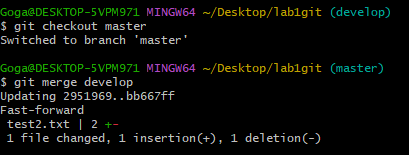 Goga@DESKTOP-5VPM971 MINGW64 ~/Desktop/lab1git (develop)
$ git checkout master
Switched to branch 'master'
Goga@DESKTOP-5VPM971 MINGW64 ~/Desktop/lab1git (master)
$ git merge develop
Updating 2951969..bb667ff
Fast-forward
 test2.txt | 2 +-
 1 file changed, 1 insertion(+), 1 deletion(-)